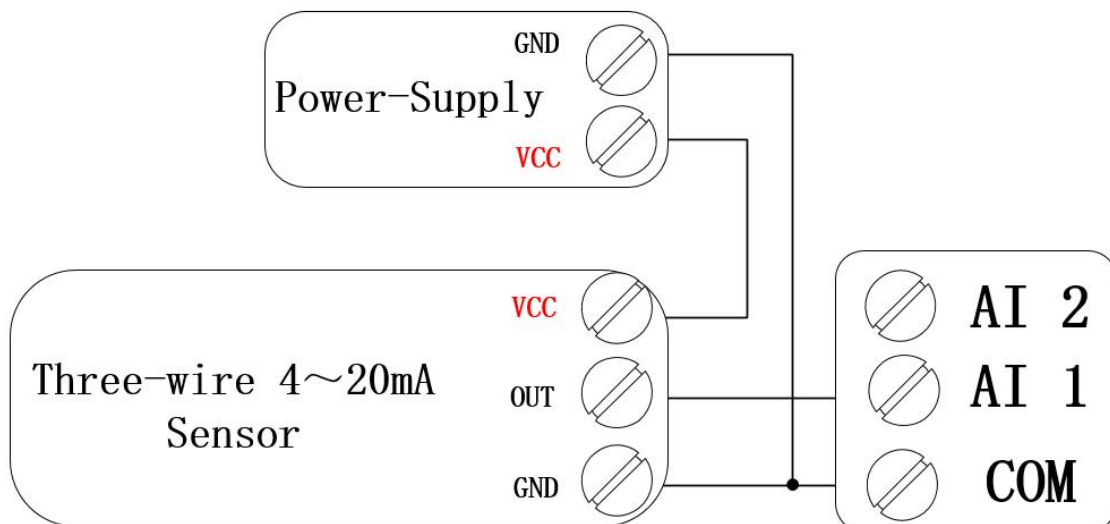 GND
Power-Supply
VCC
VCC
Three-wire 4～20mA
Sensor
OUT
GND
AI 2
AI 1
COM